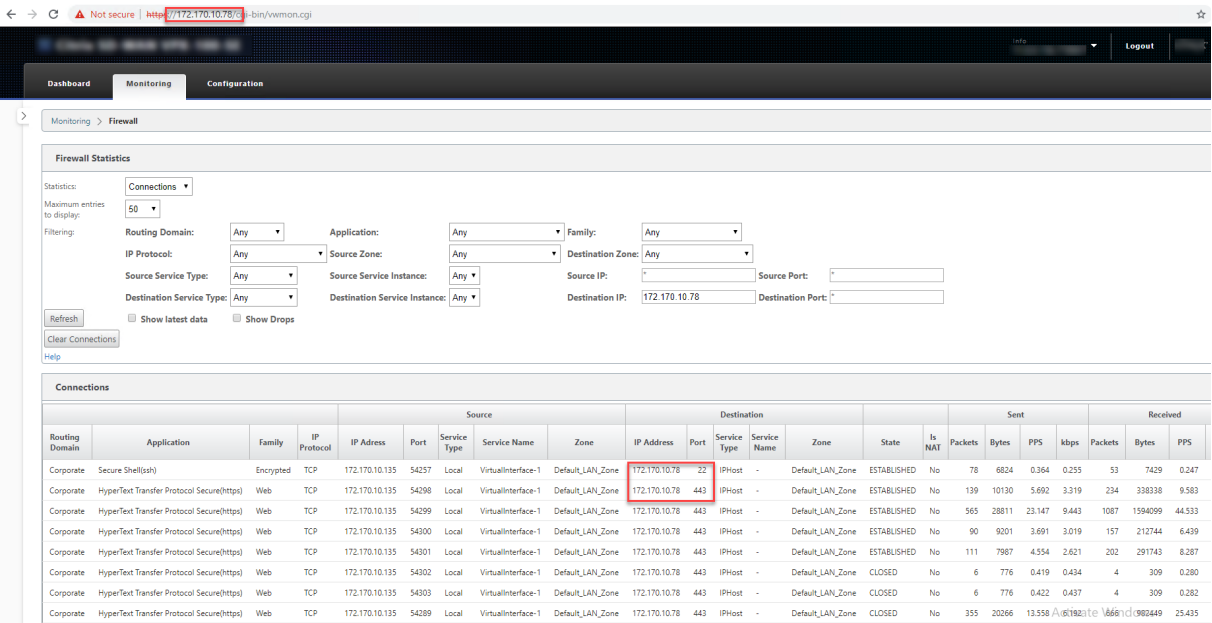 Not secure | https://172.170.10.78/cgi-bin/vwmon.cgi
Info
Logout
Dashboard Monitoring Configuration
Monitoring > Firewall
Firewall Statistics
Statistics: Connections
Maximum entries to display: 50
Filtering: Routing Domain: Any Application: Any Family: Any
IP Protocol: Any Source Zone: Any Destination Zone: Any
Source Service Type: Any Source Service Instance: Any Source IP: * Source Port: *
Destination Service Type: Any Destination Service Instance: Any Destination IP: 172.170.10.78 Destination Port: *
Refresh Show latest data Show Drops
Clear Connections
Help
Connections
Source Destination Sent Received
Routing Domain Application Family IP Protocol IP Adress Port Service Type Service Name Zone IP Address Port Service Type Service Name Zone State Is NAT Packets Bytes PPS kbps Packets Bytes PPS
Corporate Secure Shell(ssh) Encrypted TCP 172.170.10.135 54257 Local VirtualInterface-1 Default_LAN_Zone 172.170.10.78 22 IPHost - Default_LAN_Zone ESTABLISHED No 78 6824 0.364 0.255 53 7429 0.247
Corporate HyperText Transfer Protocol Secure(https) Web TCP 172.170.10.135 54298 Local VirtualInterface-1 Default_LAN_Zone 172.170.10.78 443 IPHost - Default_LAN_Zone ESTABLISHED No 139 10130 5.692 3.319 234 338338 9.583
Corporate HyperText Transfer Protocol Secure(https) Web TCP 172.170.10.135 54299 Local VirtualInterface-1 Default_LAN_Zone 172.170.10.78 443 IPHost - Default_LAN_Zone ESTABLISHED No 565 28811 23.147 9.443 1087 1594099 44.533
Corporate HyperText Transfer Protocol Secure(https) Web TCP 172.170.10.135 54300 Local VirtualInterface-1 Default_LAN_Zone 172.170.10.78 443 IPHost - Default_LAN_Zone ESTABLISHED No 90 9201 3.691 3.019 157 212744 6.439
Corporate HyperText Transfer Protocol Secure(https) Web TCP 172.170.10.135 54301 Local VirtualInterface-1 Default_LAN_Zone 172.170.10.78 443 IPHost - Default_LAN_Zone ESTABLISHED No 111 7987 4.554 2.621 202 291743 8.287
Corporate HyperText Transfer Protocol Secure(https) Web TCP 172.170.10.135 54302 Local VirtualInterface-1 Default_LAN_Zone 172.170.10.78 443 IPHost - Default_LAN_Zone CLOSED No 6 776 0.419 0.434 4 309 0.280
Corporate HyperText Transfer Protocol Secure(https) Web TCP 172.170.10.135 54303 Local VirtualInterface-1 Default_LAN_Zone 172.170.10.78 443 IPHost - Default_LAN_Zone CLOSED No 6 776 0.422 0.437 4 309 0.282
Corporate HyperText Transfer Protocol Secure(https) Web TCP 172.170.10.135 54289 Local VirtualInterface-1 Default_LAN_Zone 172.170.10.78 443 IPHost - Default_LAN_Zone CLOSED No 355 20266 13.558 25.435
Activate Windows